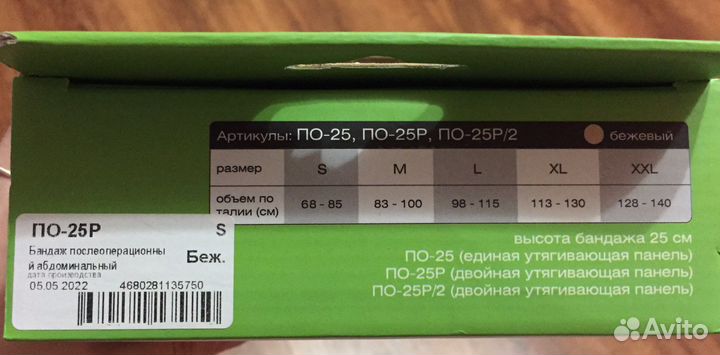 Артикулы: ПО-25, ПО-25Р, ПО-25Р/2 бежевый
размер S M L XL XXL
объем по талии (см) 68 - 85 83 - 100 98 - 115 113 - 130 128 - 140
высота бандажа 25 см
ПО-25 (единая утягивающая панель)
ПО-25Р (двойная утягивающая панель)
ПО-25Р/2 (двойная утягивающая панель)
ПО-25Р S
Бандаж послеоперационны
й абдоминальный Беж.
дата производства
05.05.2022 4680281135750
Avito